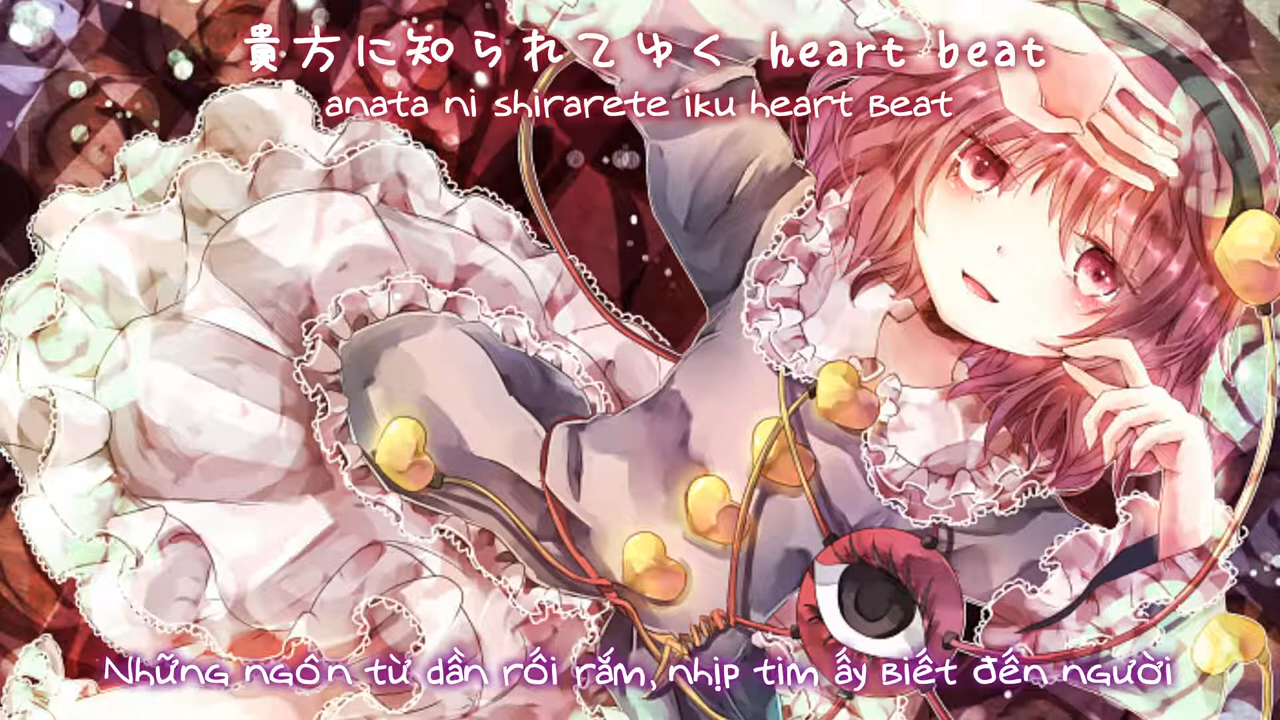 貴方に知られてゆく heart beat
anata ni shirarete iku heart beat
Những ngôn từ dần rối rắm, nhịp tim ấy biết đến người